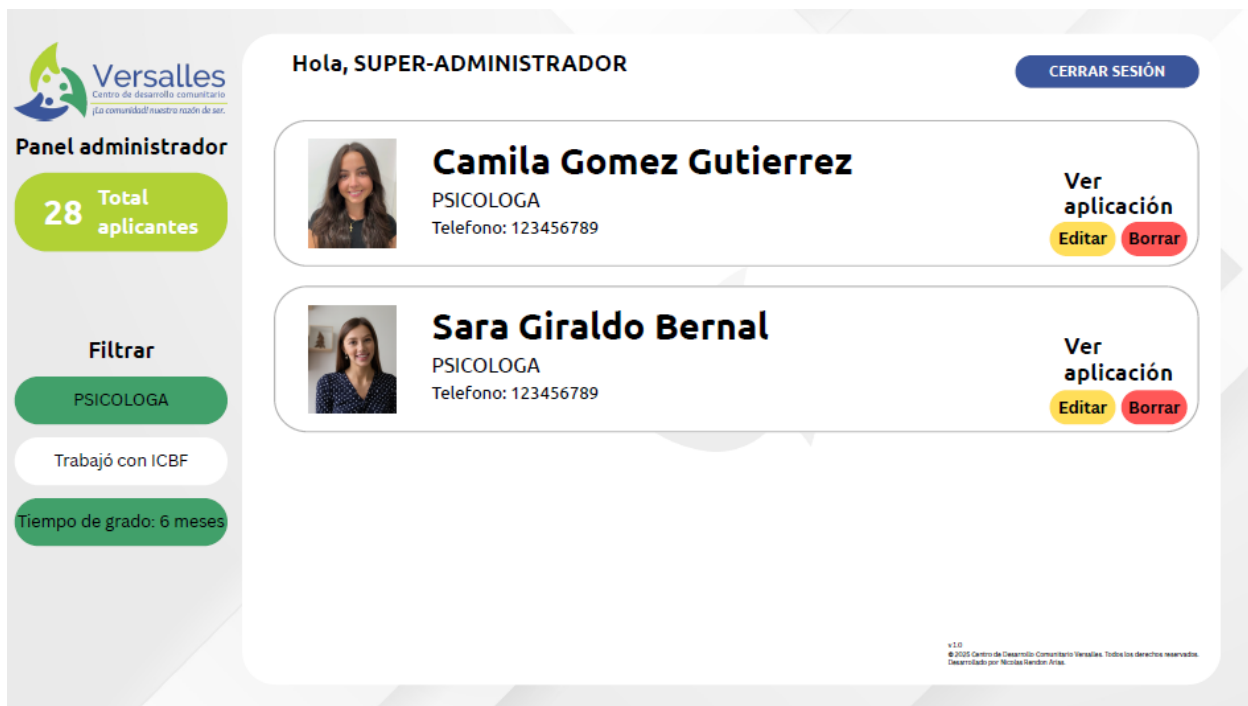 Versalles
Centro de desarrollo comunitario
¡La comunidad! nuestra razón de ser.
Panel administrador
28 Total
aplicantes
Filtrar
PSICOLOGA
Trabajó con ICBF
Tiempo de grado: 6 meses
Hola, SUPER-ADMINISTRADOR
CERRAR SESIÓN
Camila Gomez Gutierrez
PSICOLOGA
Telefono: 123456789
Ver
aplicación
Editar Borrar
Sara Giraldo Bernal
PSICOLOGA
Telefono: 123456789
Ver
aplicación
Editar Borrar
v 1.0
© 2025 Centro de Desarrollo Comunitario Versalles. Todos los derechos reservados.
Desarrollado por Nicolas Rendon Arias.